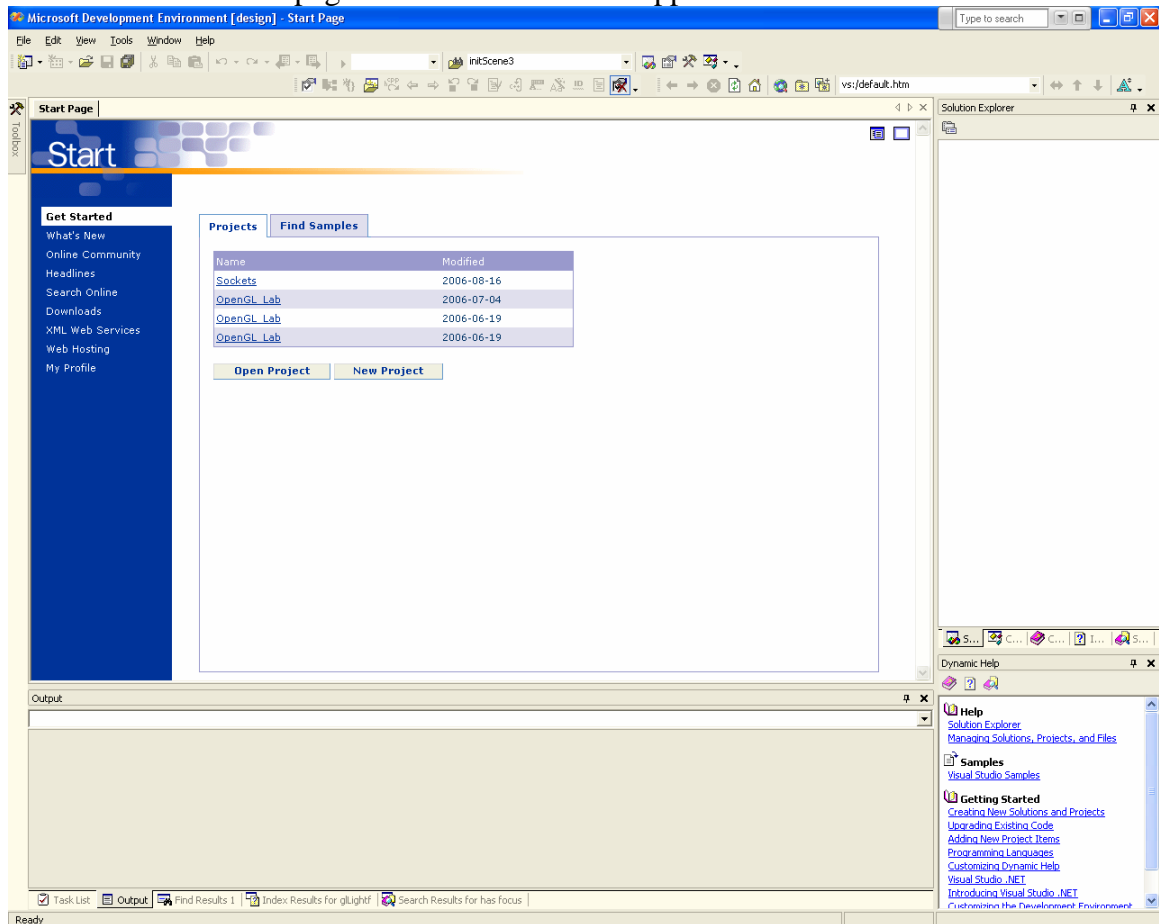 Microsoft Development Environment [design] - Start Page
Type to search
File Edit View Tools Window Help
initScene3
vs:/default.htm
Toolbox
Start Page
Solution Explorer
Start
Get Started
What's New
Online Community
Headlines
Search Online
Downloads
XML Web Services
Web Hosting
My Profile
Projects Find Samples
Name Modified
Sockets 2006-08-16
OpenGL_Lab 2006-07-04
OpenGL_Lab 2006-06-19
OpenGL_Lab 2006-06-19
Open Project New Project
S... C... C... I... S...
Dynamic Help
Help
Solution Explorer
Managing Solutions, Projects, and Files
Samples
Visual Studio Samples
Getting Started
Creating New Solutions and Projects
Upgrading Existing Code
Adding New Project Items
Programming Languages
Customizing Dynamic Help
Visual Studio .NET
Introducing Visual Studio .NET
Customizing the Development Environment
Output
Task List Output Find Results 1 Index Results for glLightf Search Results for has focus
Ready